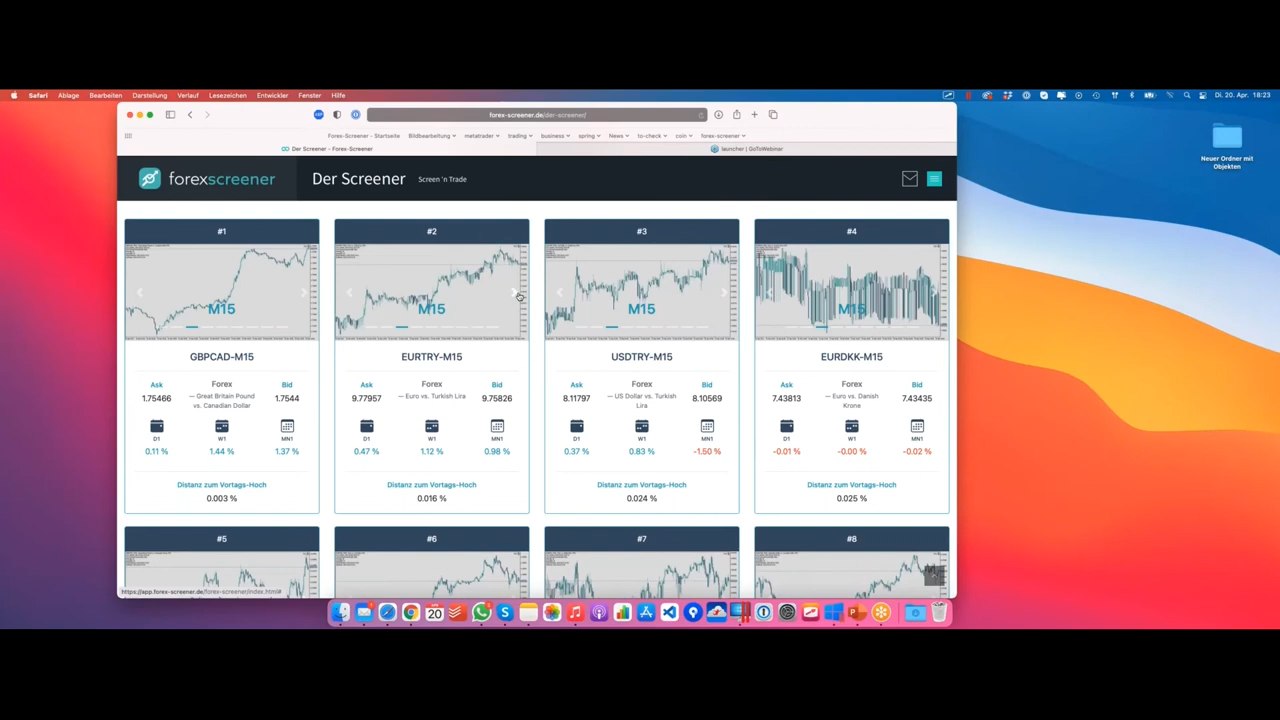 Safari Ablage Bearbeiten Darstellung Verlauf Lesezeichen Entwickler Fenster Hilfe
Di. 20. Apr. 18:23
forex-screener.de/der-screener/
Forex-Screener - Startseite Bildbearbeitung metatrader trading business spring News to-check coin forex-screener
Der Screener - Forex-Screener
launcher | GoToWebinar
Neuer Ordner mit
Objekten
forexscreener
Der Screener
Screen 'n Trade
#1 #2 #3 #4
M15 M15 M15 M15
GBPCAD-M15 EURTRY-M15 USDTRY-M15 EURDKK-M15
Ask Forex Bid Ask Forex Bid Ask Forex Bid Ask Forex Bid
1.75466 — Great Britain Pound 1.7544 9.77957 — Euro vs. Turkish Lira 9.75826 8.11797 — US Dollar vs. Turkish 8.10569 7.43813 — Euro vs. Danish 7.43435
vs. Canadian Dollar Lira Krone
D1 W1 MN1 D1 W1 MN1 D1 W1 MN1 D1 W1 MN1
0.11 % 1.44 % 1.37 % 0.47 % 1.12 % 0.98 % 0.37 % 0.83 % -1.50 % -0.01 % -0.00 % -0.02 %
Distanz zum Vortags-Hoch Distanz zum Vortags-Hoch Distanz zum Vortags-Hoch Distanz zum Vortags-Hoch
0.003 % 0.016 % 0.024 % 0.025 %
#5 #6 #7 #8
https://app.forex-screener.de/forex-screener/index.html#
20